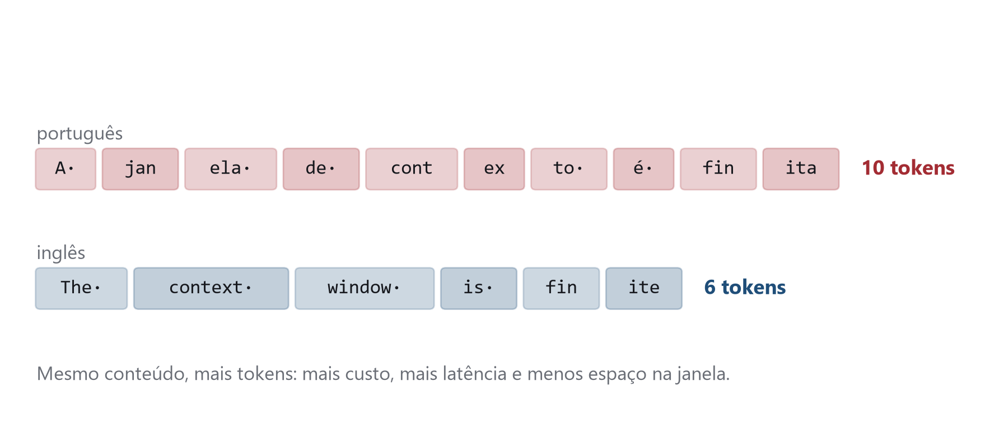 português
A· jan ela· de· cont ex to· é· fin ita 10 tokens
inglês
The· context· window· is· fin ite 6 tokens
Mesmo conteúdo, mais tokens: mais custo, mais latência e menos espaço na janela.